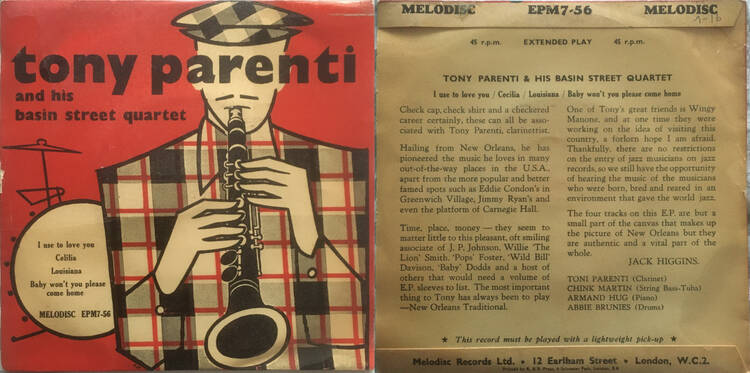 tony parenti
and his
basin street quartet
I use to love you
Celilia
Louisiana
Baby won't you please
come home
MELODISC EPM7-56
MELODISC EPM7-56 MELODISC
45 r.p.m. EXTENDED PLAY 45 r.p.m.
TONY PARENTI & HIS BASIN STREET QUARTET
I use to love you / Cecilia / Louisiana / Baby won't you please come home
Check cap, check shirt and a checkered
career certainly, these can all be asso-
ciated with Tony Parenti, clarinettist.
Hailing from New Orleans, he has
pioneered the music he loves in many
out-of-the-way places in the U.S.A.,
apart from the more popular and better
famed spots such as Eddie Condon's in
Greenwich Village, Jimmy Ryan's and
even the platform of Carnegie Hall.
Time, place, money — they seem to
matter little to this pleasant, oft smiling
associate of J. P. Johnson, Willie 'The
Lion' Smith, 'Pops' Foster, 'Wild Bill'
Davison, 'Baby' Dodds and a host of
others that would need a volume of
E.P. sleeves to list. The most important
thing to Tony has always been to play
—New Orleans Traditional.
One of Tony's great friends is Wingy
Manone, and at one time they were
working on the idea of visiting this
country, a forlorn hope I am afraid.
Thankfully, there are no restrictions
on the entry of jazz musicians on jazz
records, so we still have the opportunity
of hearing the music of the musicians
who were born, bred and reared in an
environment that gave the world jazz.
The four tracks on this E.P. are but a
small part of the canvas that makes up
the picture of New Orleans but they
are authentic and a vital part of the
whole.
JACK HIGGINS.
TONI PARENTI (Clarinet)
CHINK MARTIN (String Bass-Tuba)
ARMAND HUG (Piano)
ABBIE BRUNIES (Drums)
★ This record must be played with a lightweight pick-up ★
Melodisc Records Ltd. • 12 Earlham Street • London, W.C.2.